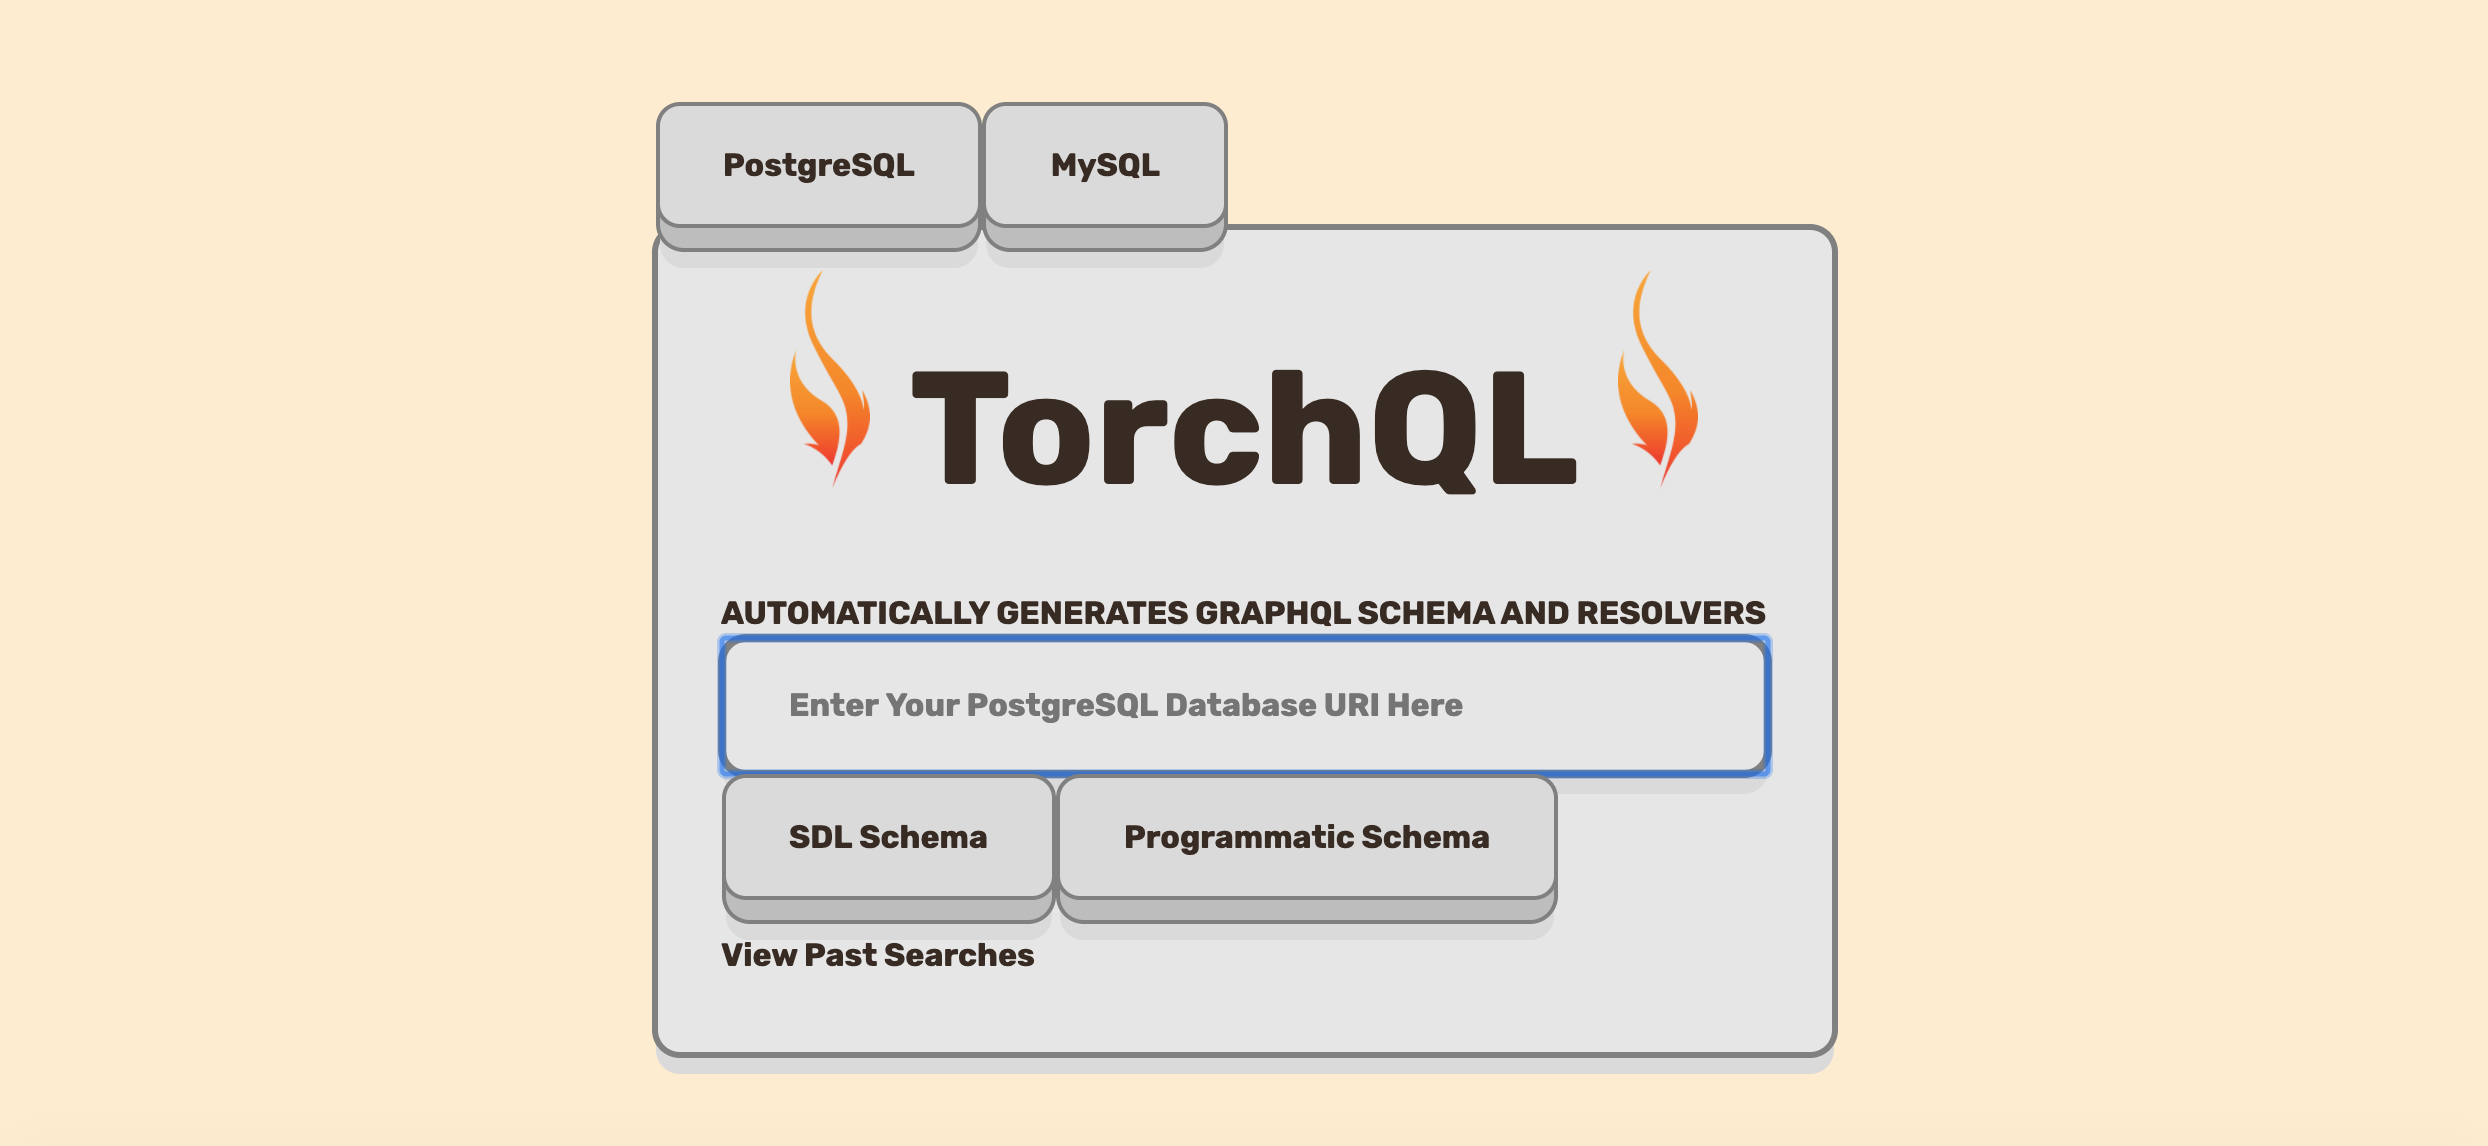 PostgreSQL
MySQL
TorchQL
AUTOMATICALLY GENERATES GRAPHQL SCHEMA AND RESOLVERS
Enter Your PostgreSQL Database URI Here
SDL Schema
Programmatic Schema
View Past Searches